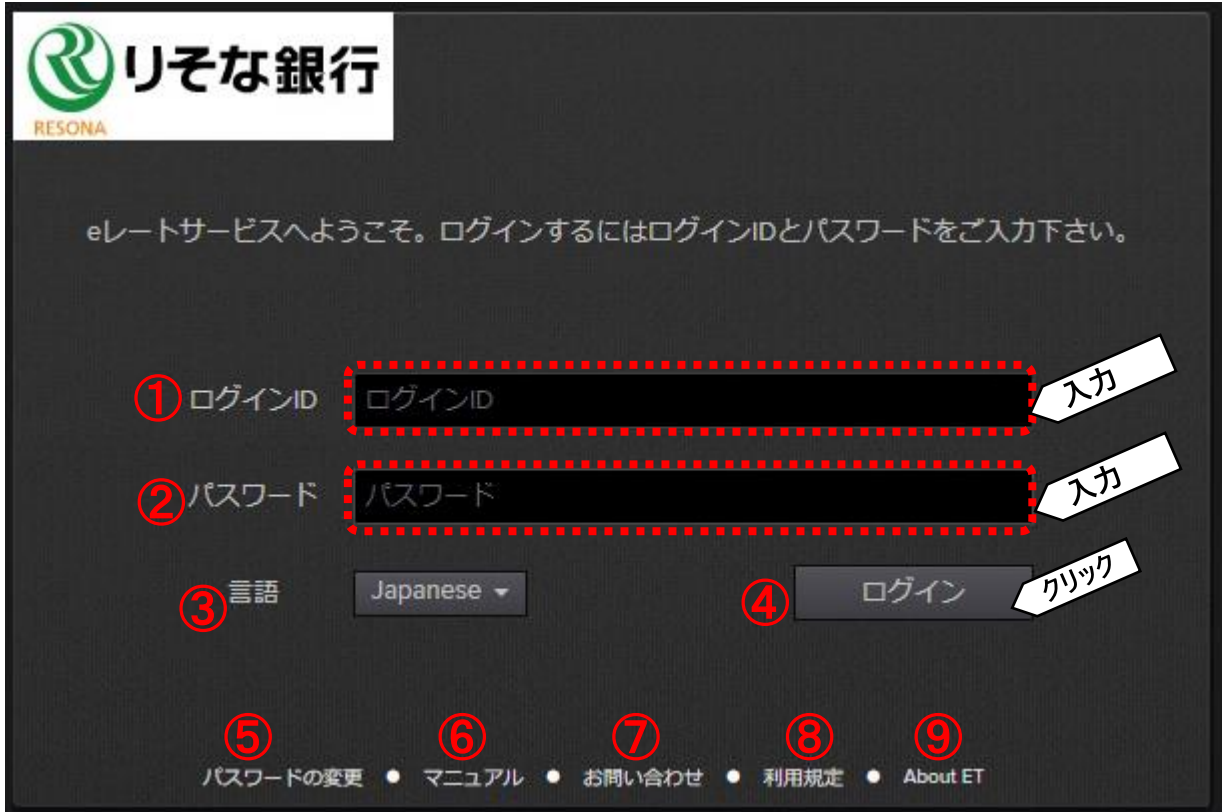 りそな銀行
RESONA
eレートサービスへようこそ。ログインするにはログインIDとパスワードをご入力下さい。
① ログインID ログインID 入力
② パスワード パスワード 入力
③ 言語 Japanese ④ ログイン クリック
⑤ ⑥ ⑦ ⑧ ⑨
パスワードの変更 ● マニュアル ● お問い合わせ ● 利用規定 ● About ET